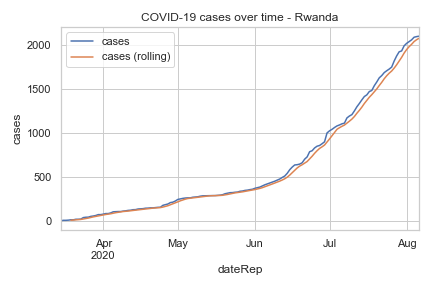 COVID-19 cases over time - Rwanda
cases
cases (rolling)
2000
1500
1000
500
0
cases
Apr
2020
May
Jun
Jul
Aug
dateRep